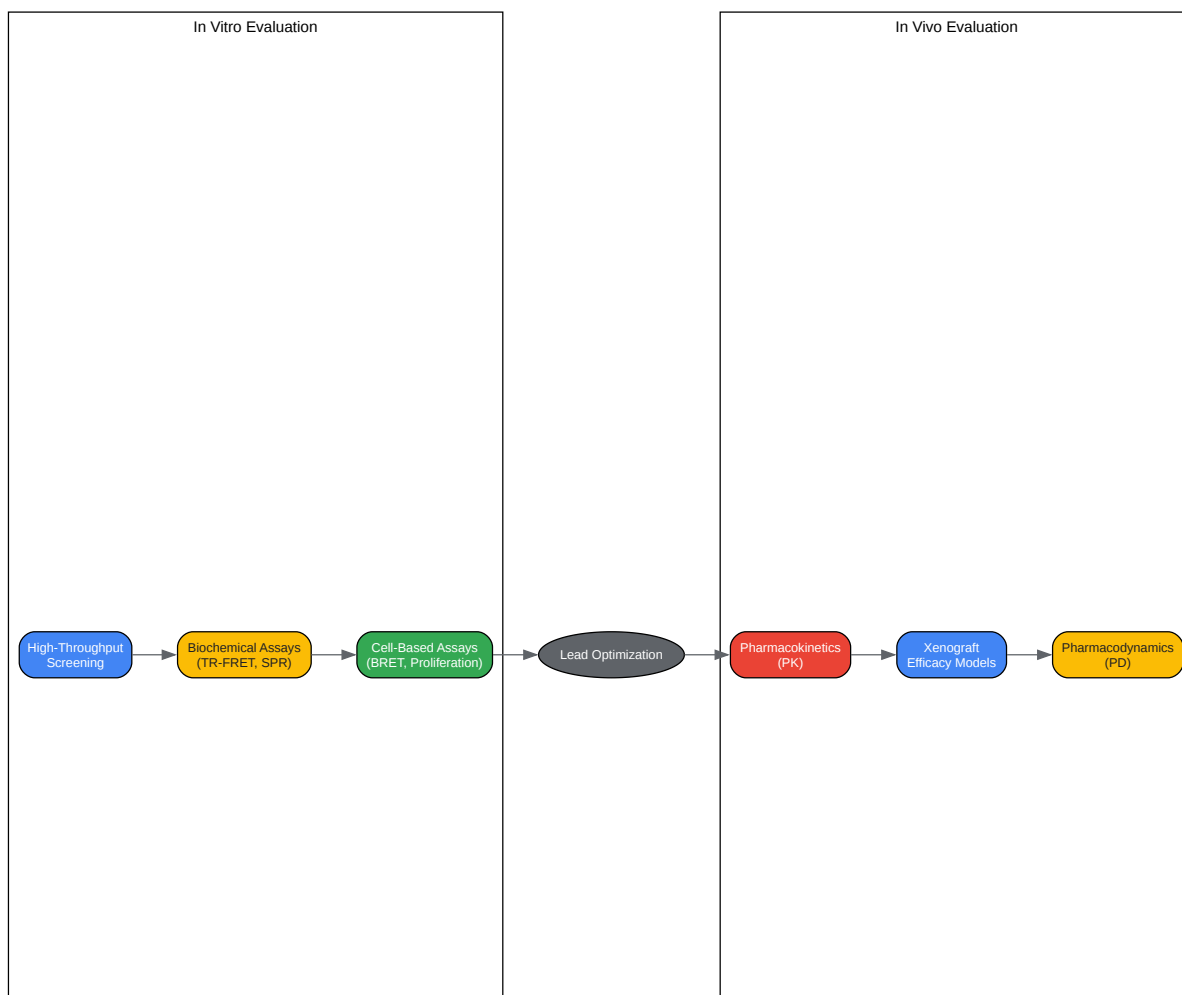 In Vitro Evaluation
In Vivo Evaluation
High-Throughput
Screening
Biochemical Assays
(TR-FRET, SPR)
Cell-Based Assays
(BRET, Proliferation)
Lead Optimization
Pharmacokinetics
(PK)
Xenograft
Efficacy Models
Pharmacodynamics
(PD)